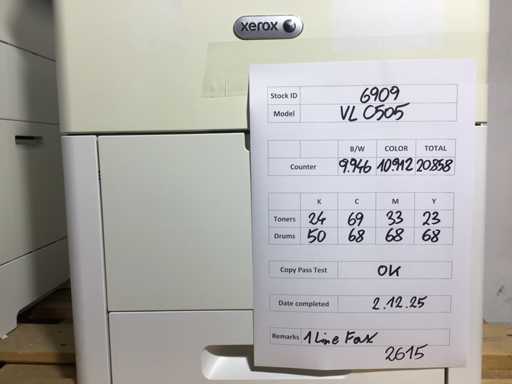 xerox
Stock ID 6909
Model VL C505
B/W COLOR TOTAL
Counter 9.946 10.912 20858
K C M Y
Toners 24 69 33 23
Drums 50 68 68 68
Copy Pass Test OK
Date completed 2.12.25
Remarks 1 Line Fax
2615